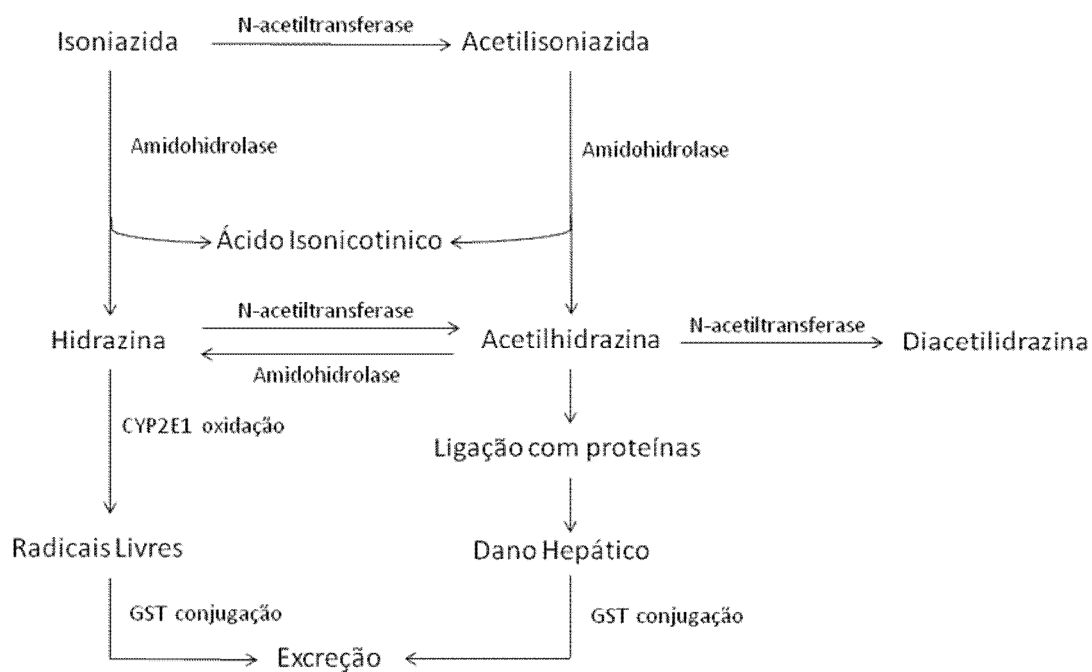 N-acetiltransferase
Isoniazida
Acetilisoniazida
Amidohidrolase
Amidohidrolase
Ácido Isonicotinico
N-acetiltransferase
N-acetiltransferase
Hidrazina
Acetilhidrazina
Diacetilidrazina
Amidohidrolase
CYP2E1 oxidação
Ligação com proteínas
Radicais Livres
Dano Hepático
GST conjugação
GST conjugação
Excreção